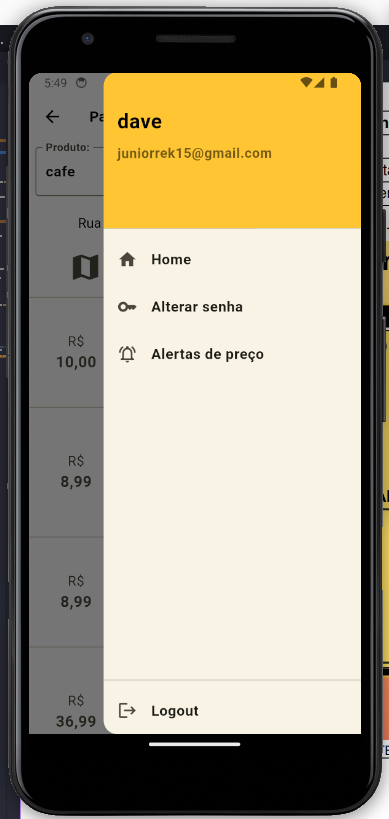 5:49
dave
juniorrek15@gmail.com
Produto:
cafe
Rua
Home
Alterar senha
Alertas de preço
R$
10,00
R$
8,99
R$
8,99
R$
36,99
Logout